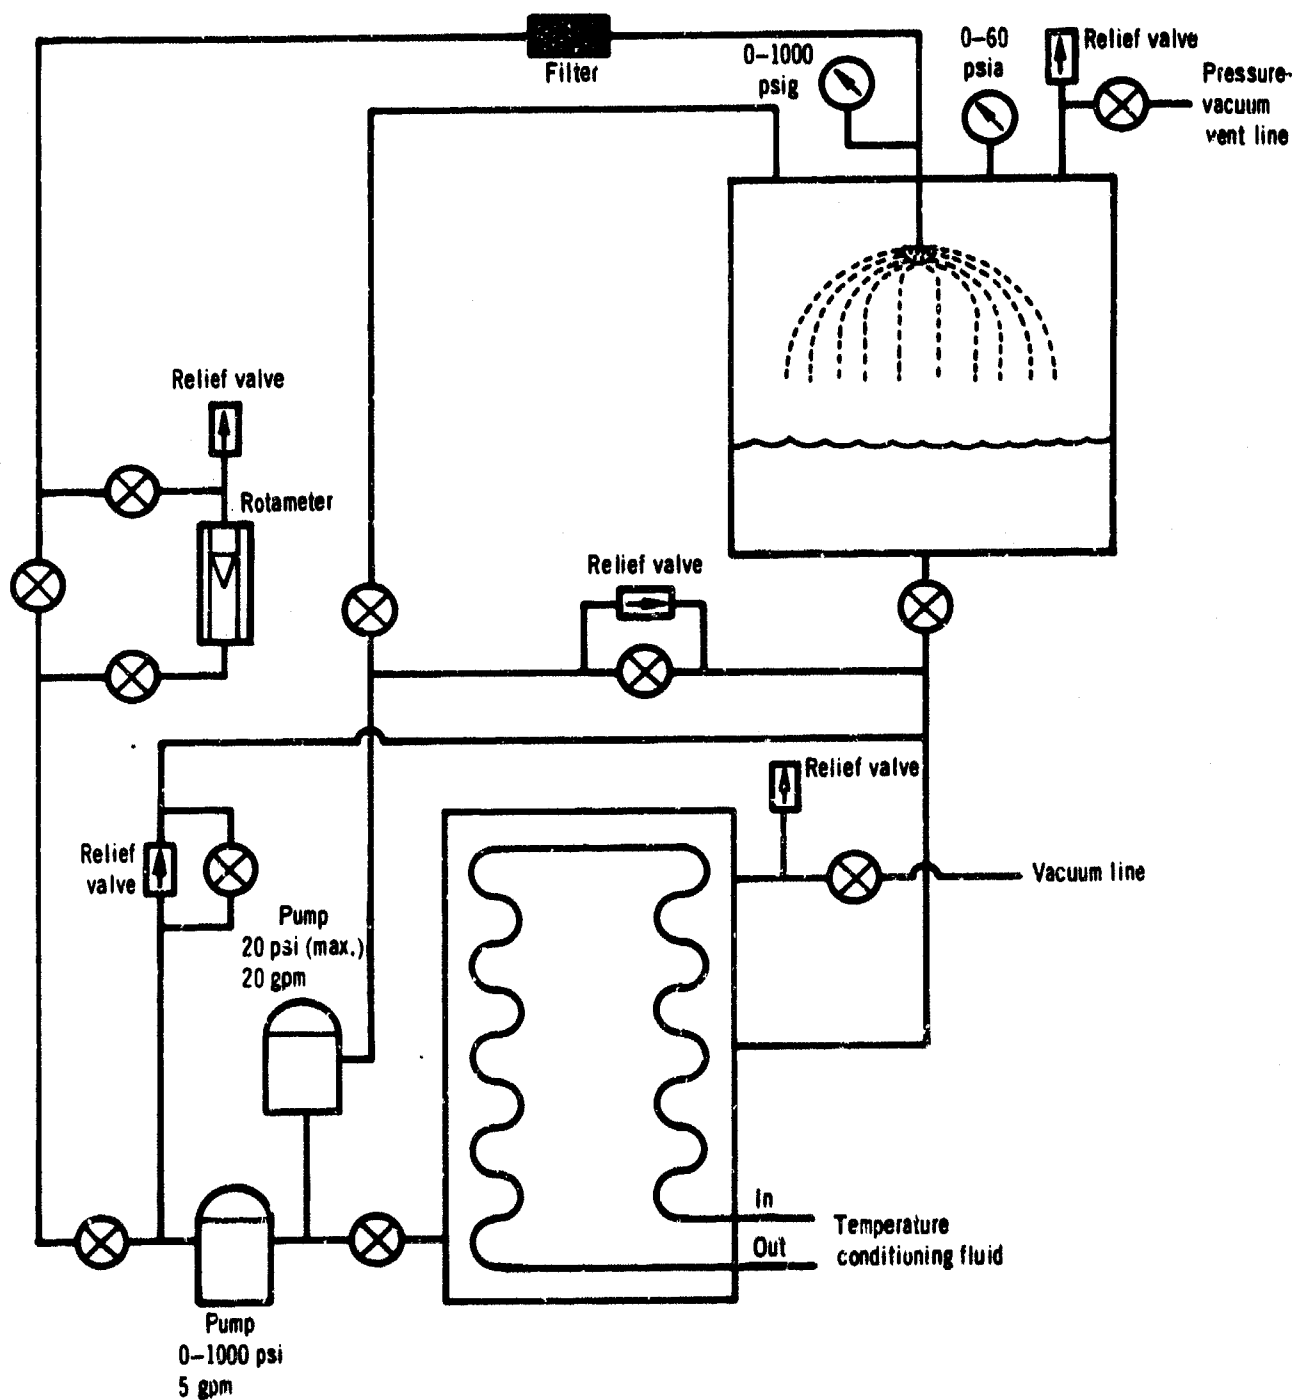 Filter
0-1000
psig
0-60
psia
Relief valve
Pressure-
vacuum
vent line
Relief valve
Rotameter
Relief valve
Relief valve
Relief
valve
Vacuum line
Pump
20 psi (max.)
20 gpm
In
Out
Temperature
conditioning fluid
Pump
0-1000 psi
5 gpm